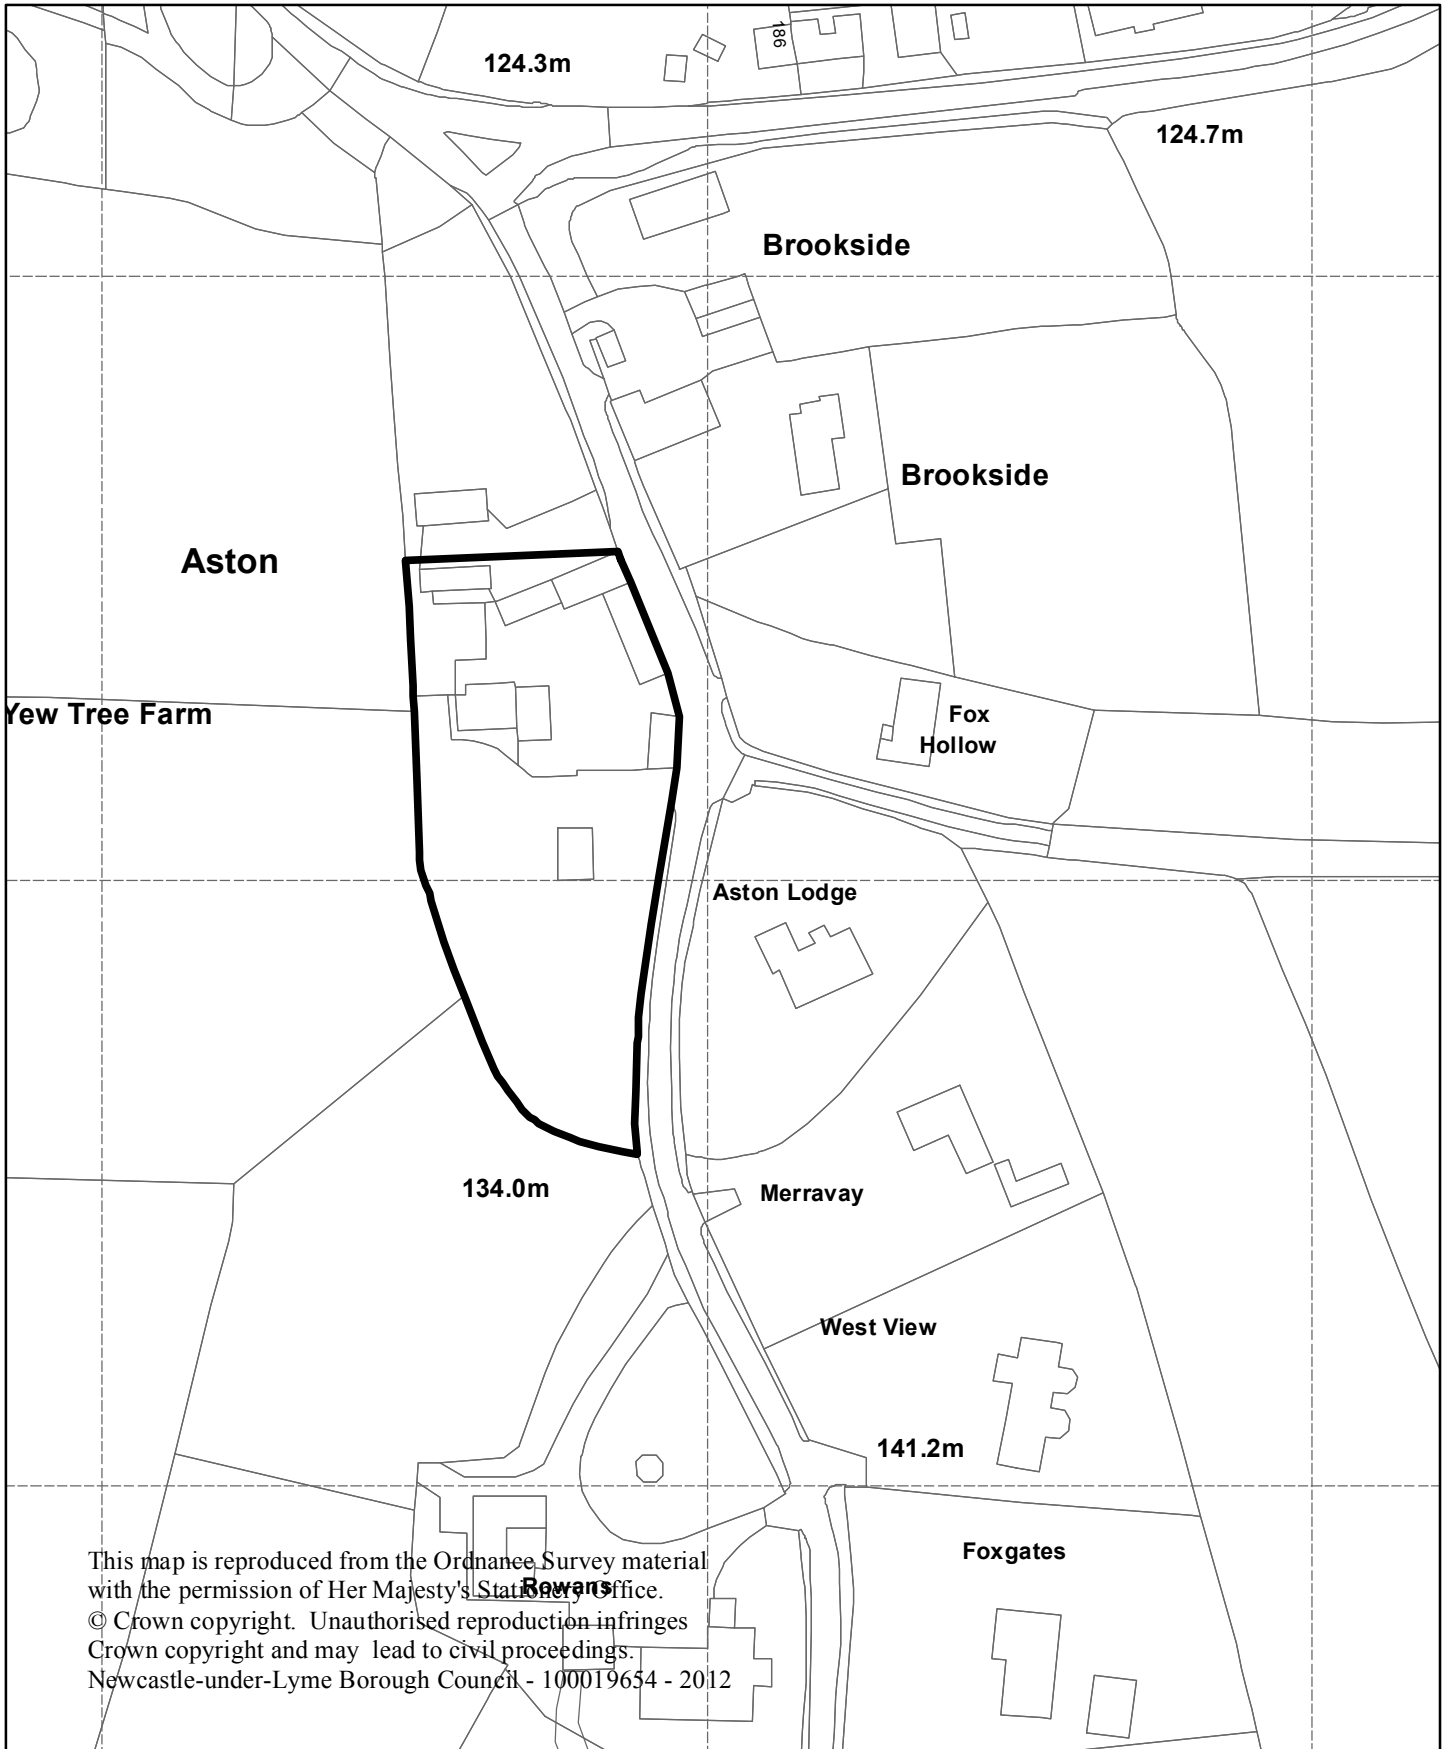 186
124.3m
124.7m
Brookside
Brookside
Aston
Yew Tree Farm
Fox
Hollow
Aston Lodge
134.0m
Merravay
West View
141.2m
Foxgates
Rowans
This map is reproduced from the Ordnance Survey material
with the permission of Her Majesty's Stationery Office.
© Crown copyright. Unauthorised reproduction infringes
Crown copyright and may lead to civil proceedings.
Newcastle-under-Lyme Borough Council - 100019654 - 2012